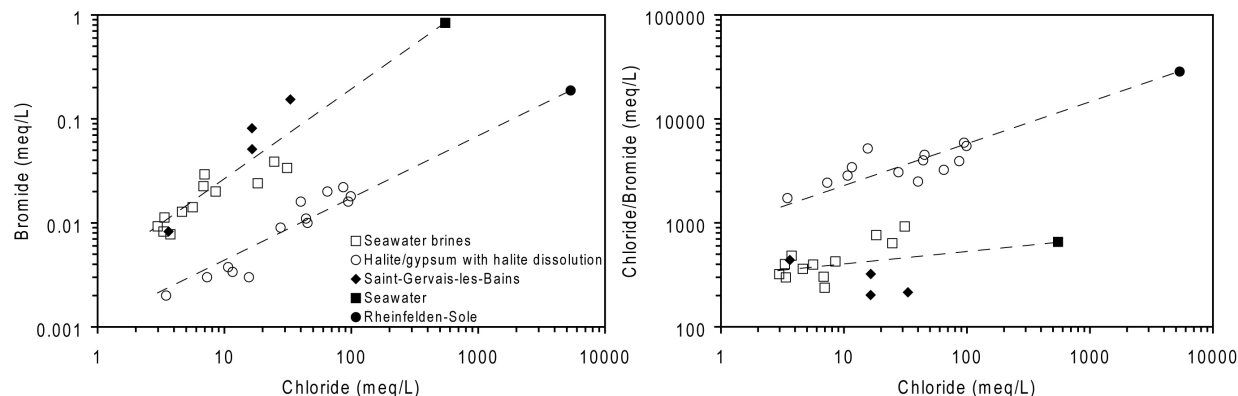 1
0.1
0.01
0.001
Bromide (meq/L)
1 10 100 1000 10000
Chloride (meq/L)
Seawater brines
Halite/gypsum with halite dissolution
Saint-Gervais-les-Bains
Seawater
Rheinfelden-Sole
100000
10000
1000
100
Chloride/Bromide (meq/L)
1 10 100 1000 10000
Chloride (meq/L)